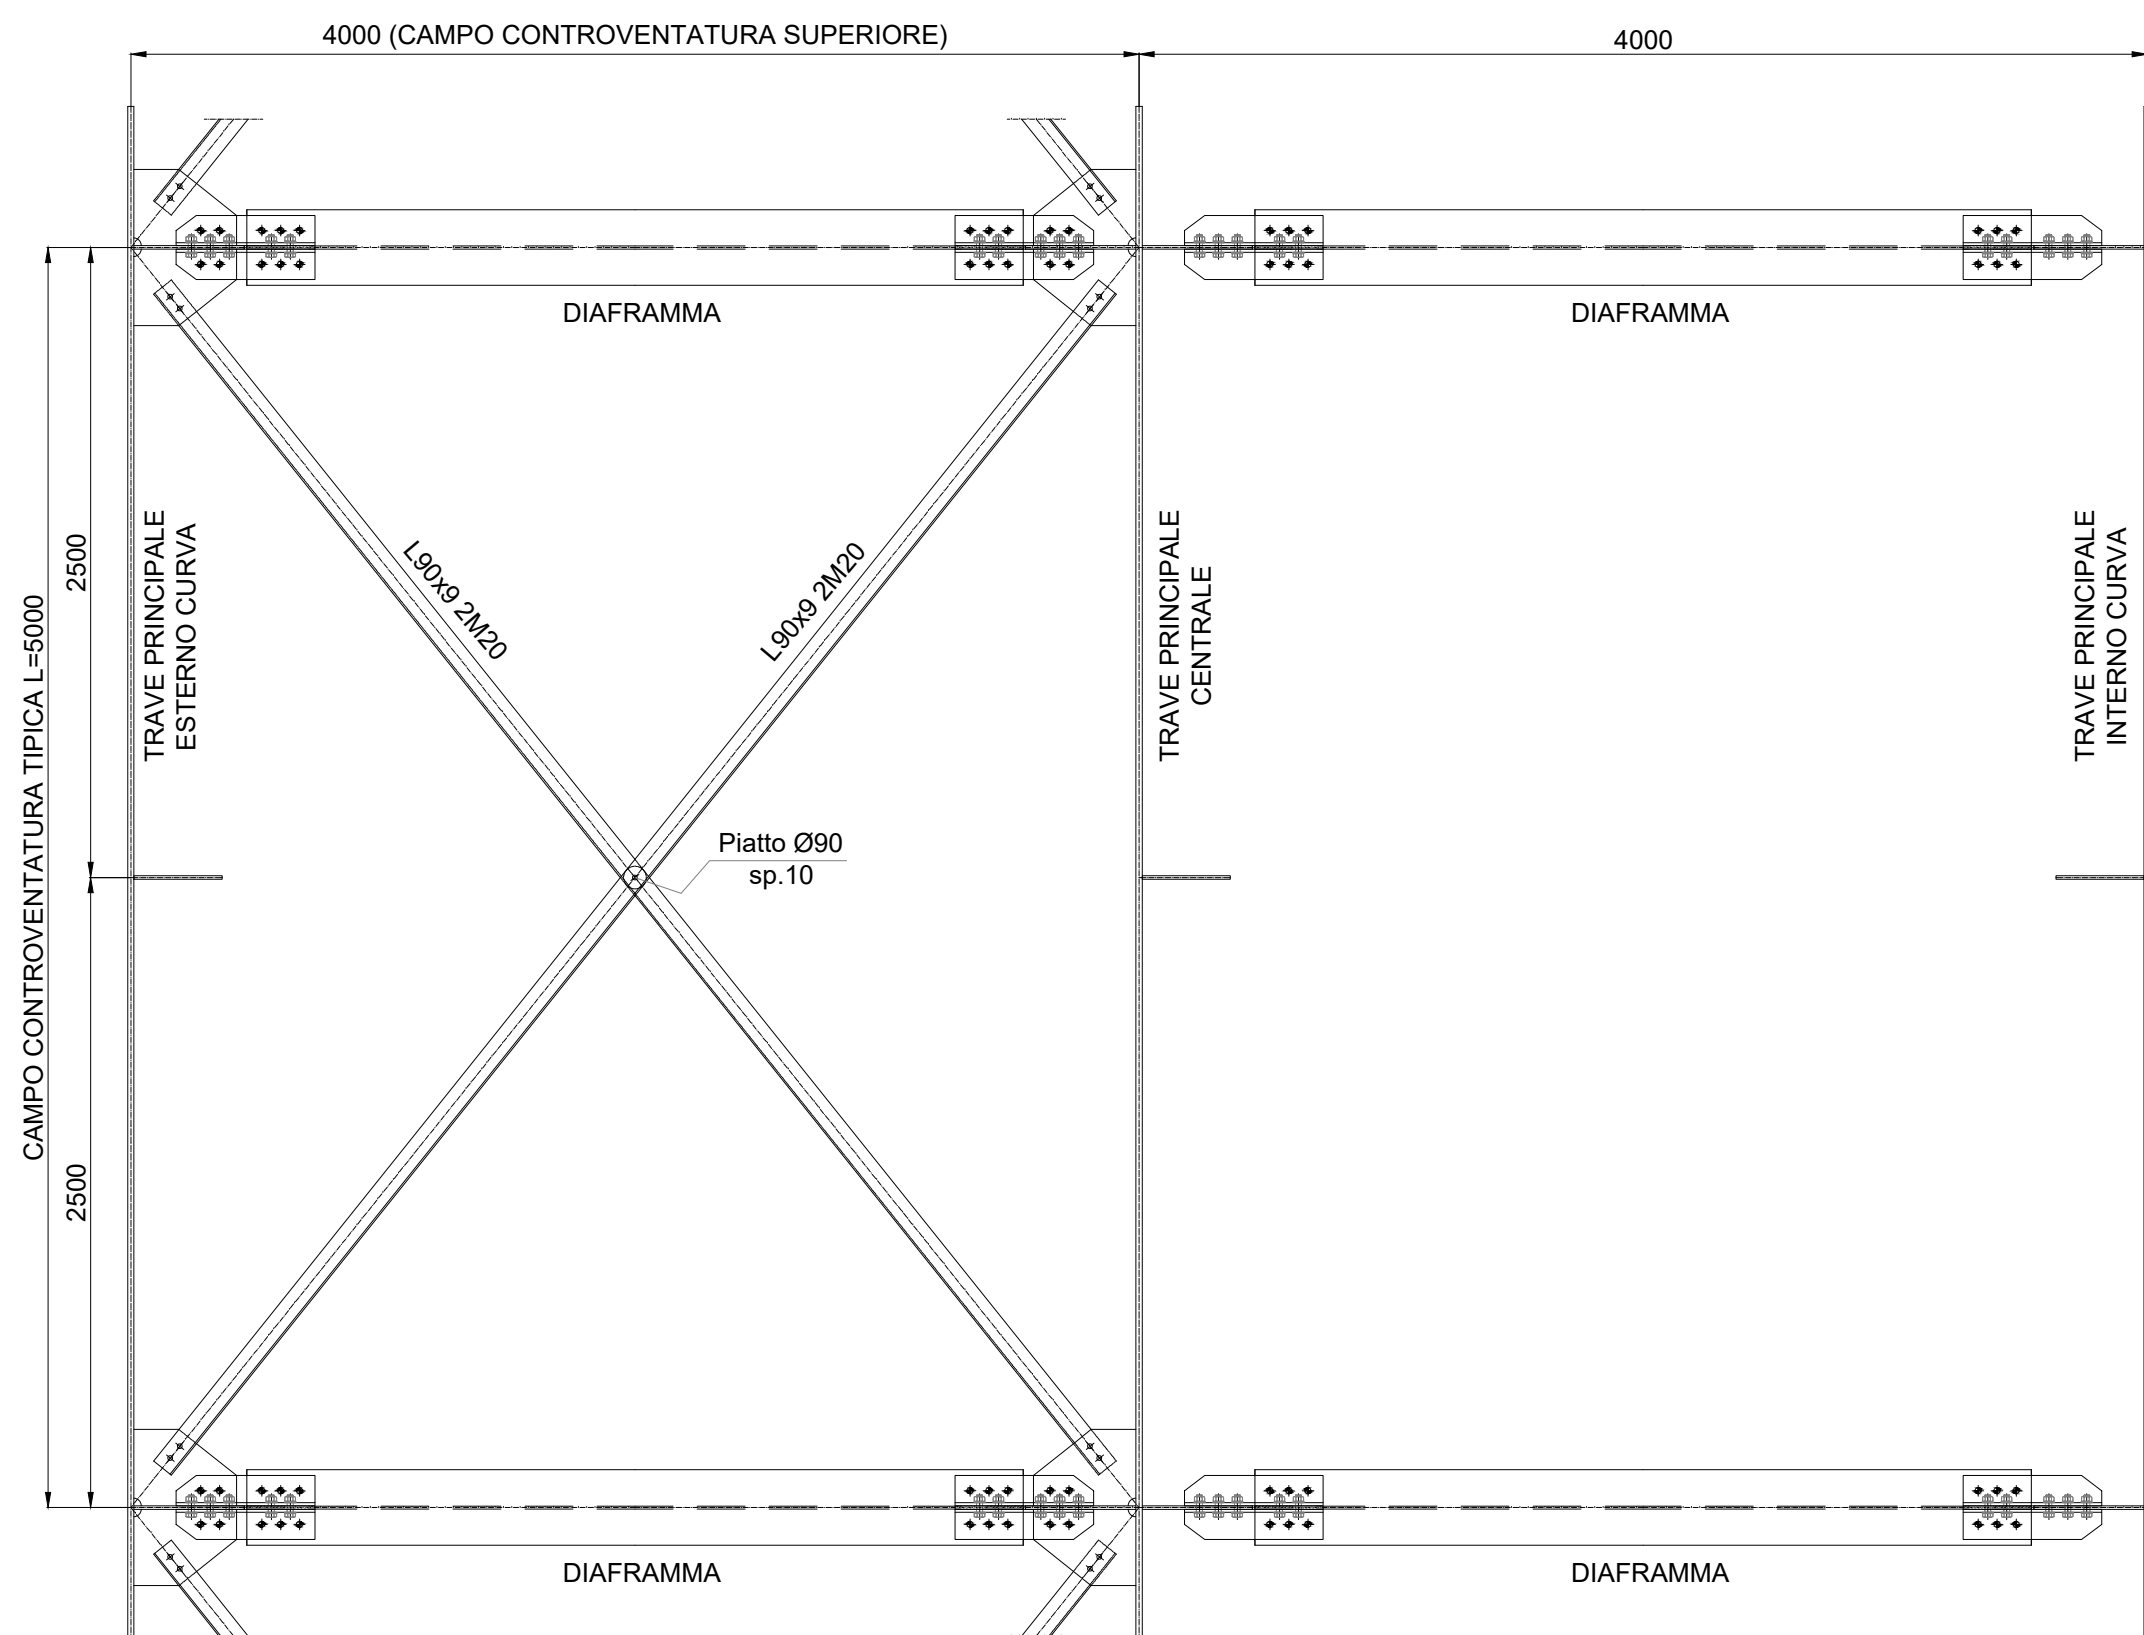 4000 (CAMPO CONTROVENTATURA SUPERIORE)
4000
DIAFRAMMA
DIAFRAMMA
CAMPO CONTROVENTATURA TIPICA L=5000
2500
2500
TRAVE PRINCIPALE
ESTERNO CURVA
L90x9 2M20
L90x9 2M20
TRAVE PRINCIPALE
CENTRALE
TRAVE PRINCIPALE
INTERNO CURVA
Piatto Ø90
sp.10
DIAFRAMMA
DIAFRAMMA